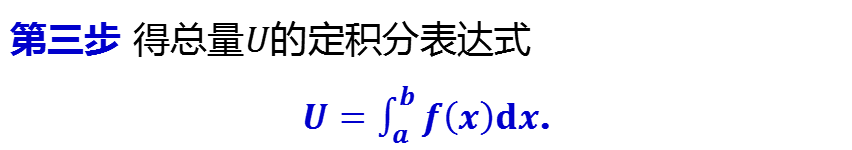 第三步 得总量U的定积分表达式
U = ∫_a^b f(x)dx.